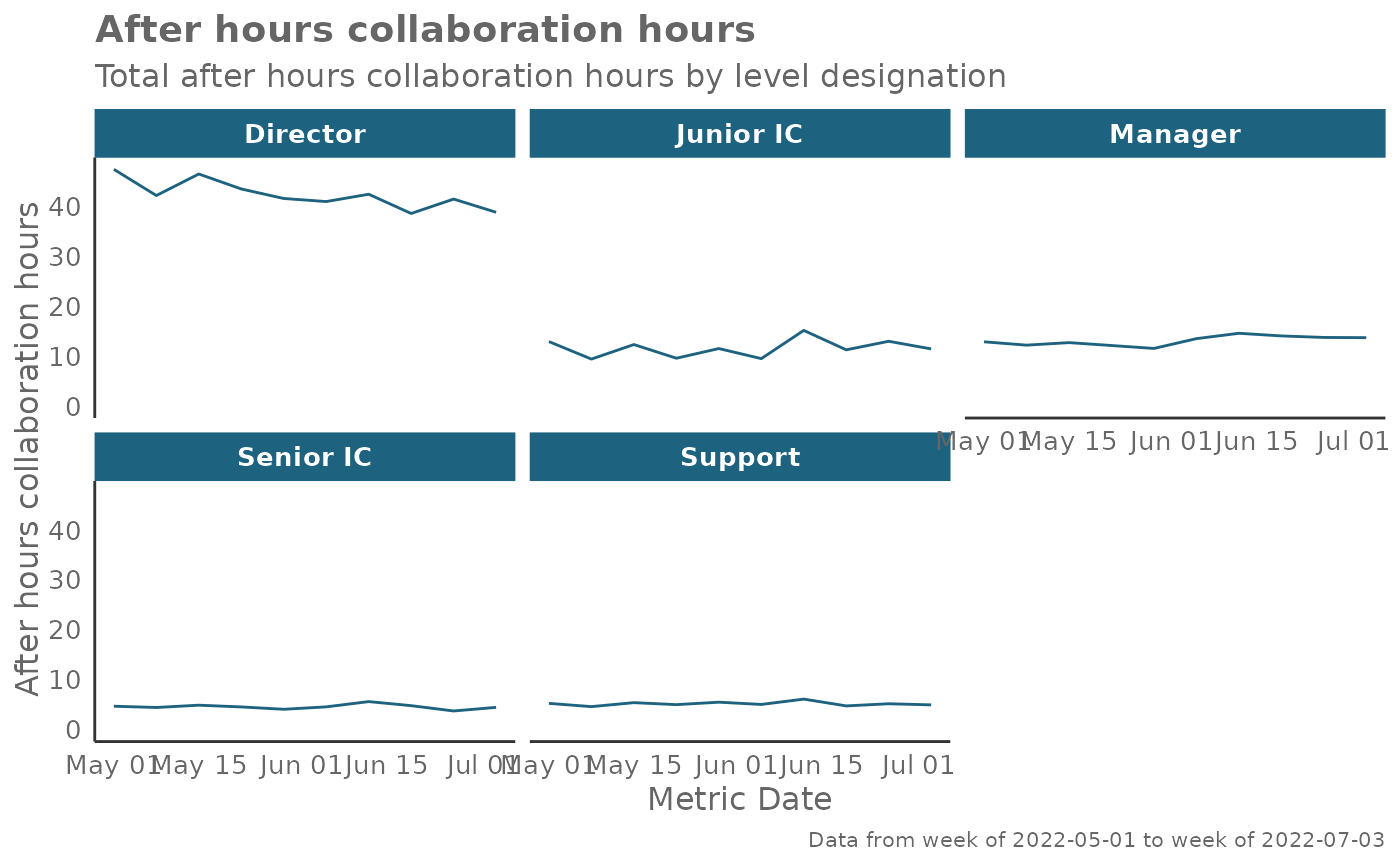 After hours collaboration hours
Total after hours collaboration hours by level designation
Director
Junior IC
Manager
After hours collaboration hours
40
30
20
10
0
May 01
May 15
Jun 01
Jun 15
Jul 01
Senior IC
Support
40
30
20
10
0
May 01
May 15
Jun 01
Jun 15
Jul 01
May 01
May 15
Jun 01
Jun 15
Jul 01
Metric Date
Data from week of 2022-05-01 to week of 2022-07-03